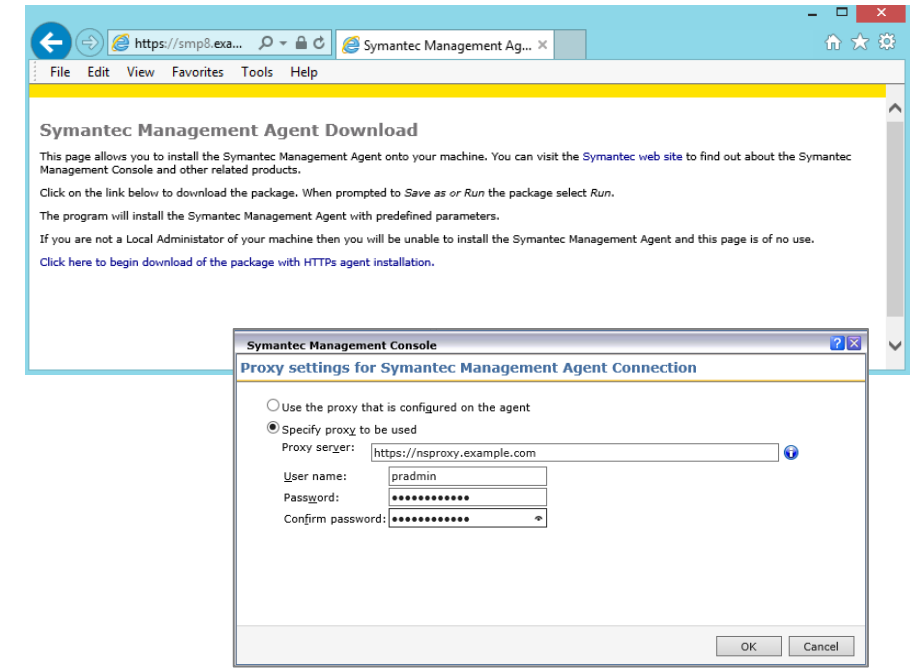 https://smp8.exa...
Symantec Management Ag...
File Edit View Favorites Tools Help
Symantec Management Agent Download
This page allows you to install the Symantec Management Agent onto your machine. You can visit the Symantec web site to find out about the Symantec
Management Console and other related products.
Click on the link below to download the package. When prompted to Save as or Run the package select Run.
The program will install the Symantec Management Agent with predefined parameters.
If you are not a Local Administator of your machine then you will be unable to install the Symantec Management Agent and this page is of no use.
Click here to begin download of the package with HTTPs agent installation.
Symantec Management Console
Proxy settings for Symantec Management Agent Connection
Use the proxy that is configured on the agent
Specify proxy to be used
Proxy server: https://nsproxy.example.com
User name: pradmin
Password: ••••••••••••
Confirm password: ••••••••••••
OK Cancel